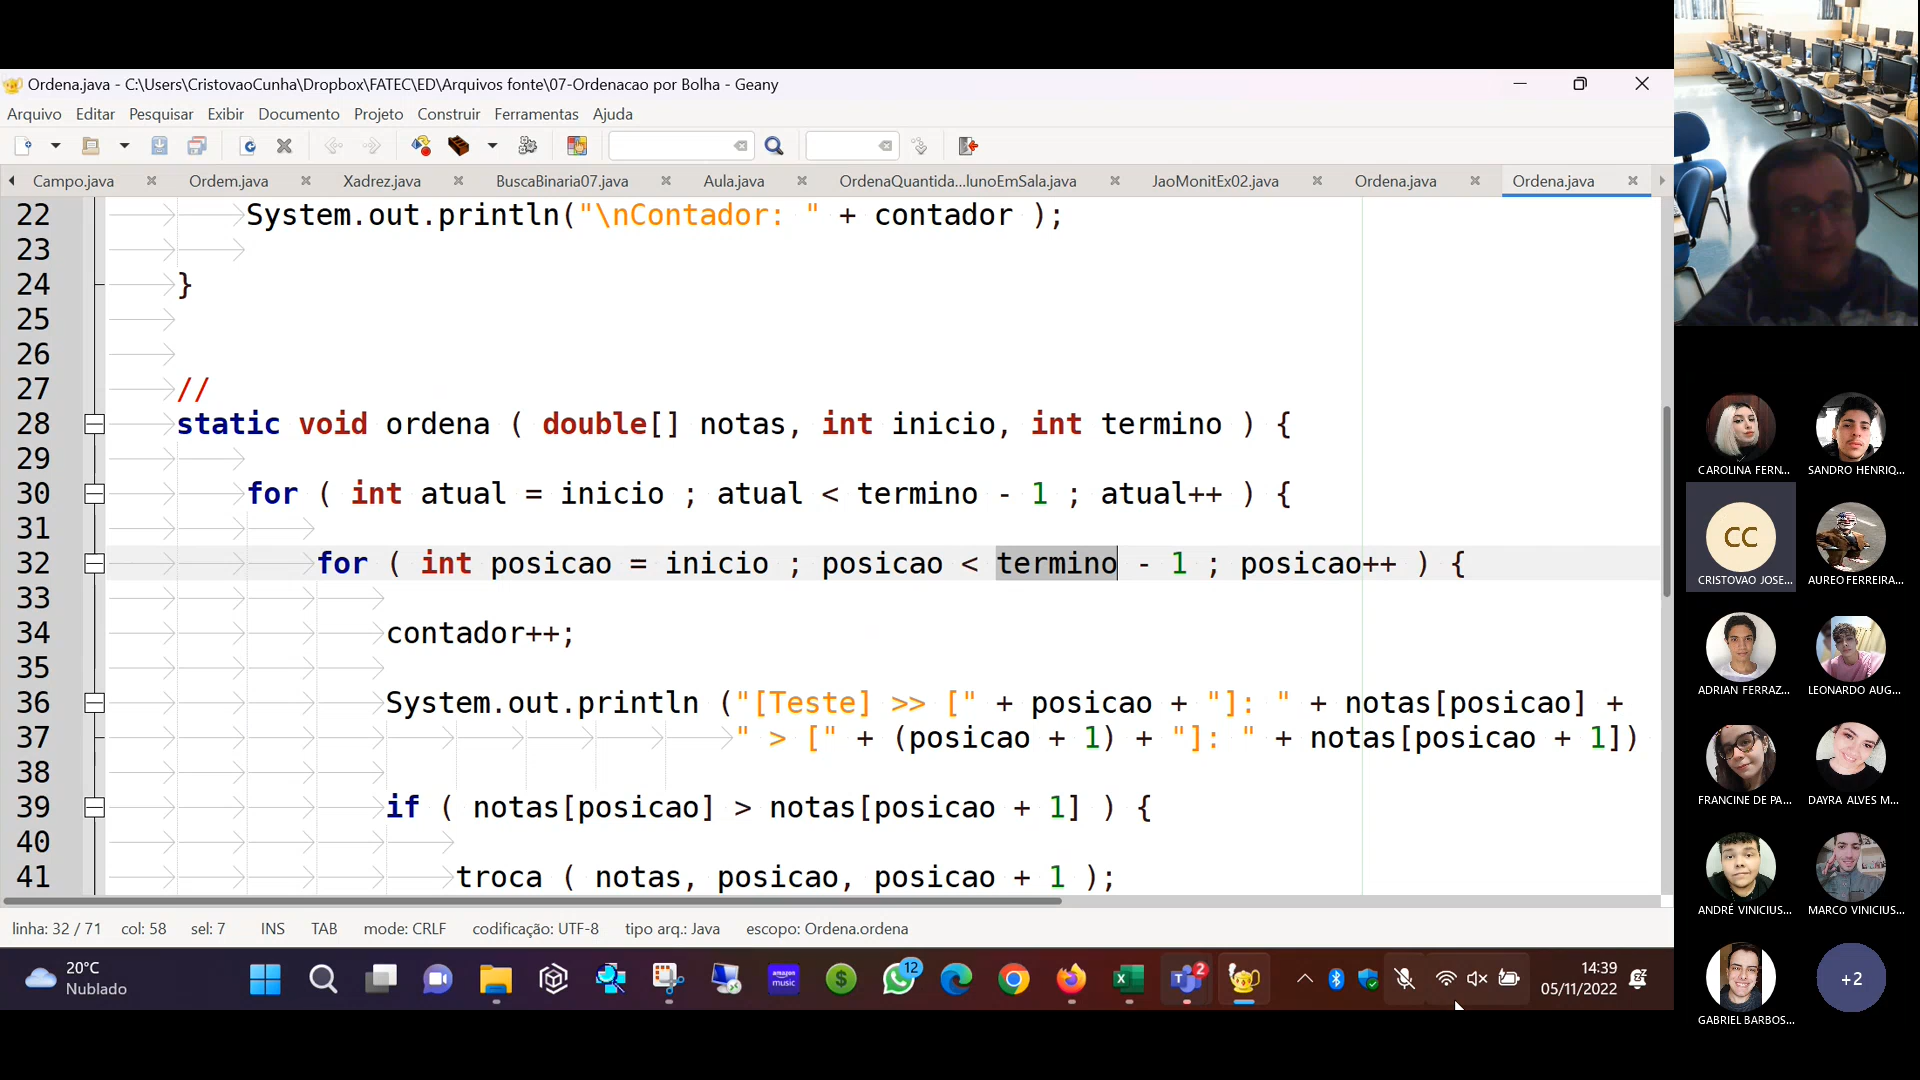 Ordena.java - C:\Users\CristovaoCunha\Dropbox\FATEC\ED\Arquivos fonte\07-Ordenacao por Bolha - Geany
Arquivo Editar Pesquisar Exibir Documento Projeto Construir Ferramentas Ajuda
Campo.java Ordem.java Xadrez.java BuscaBinaria07.java Aula.java OrdenaQuantida...lunoEmSala.java JaoMonitEx02.java Ordena.java Ordena.java
22 System.out.println("\nContador: " + contador );
23
24 }
25
26
27 //
28 static void ordena ( double[] notas, int inicio, int termino ) {
29
30 for ( int atual = inicio ; atual < termino - 1 ; atual++ ) {
31
32 for ( int posicao = inicio ; posicao < termino - 1 ; posicao++ ) {
33
34 contador++;
35
36 System.out.println ("[Teste] >> [" + posicao + "]: " + notas[posicao] +
37 " > [" + (posicao + 1) + "]: " + notas[posicao + 1])
38
39 if ( notas[posicao] > notas[posicao + 1] ) {
40
41 troca ( notas, posicao, posicao + 1 );
linha: 32 / 71 col: 58 sel: 7 INS TAB mode: CRLF codificação: UTF-8 tipo arq.: Java escopo: Ordena.ordena
20°C
Nublado
amazon music
12
2
14:39
05/11/2022
CAROLINA FERN... SANDRO HENRIQ...
CC
CRISTOVAO JOSE... AUREO FERREIRA...
ADRIAN FERRAZ... LEONARDO AUG...
FRANCINE DE PA... DAYRA ALVES M...
ANDRÉ VINICIUS... MARCO VINICIUS...
+2
GABRIEL BARBOS...